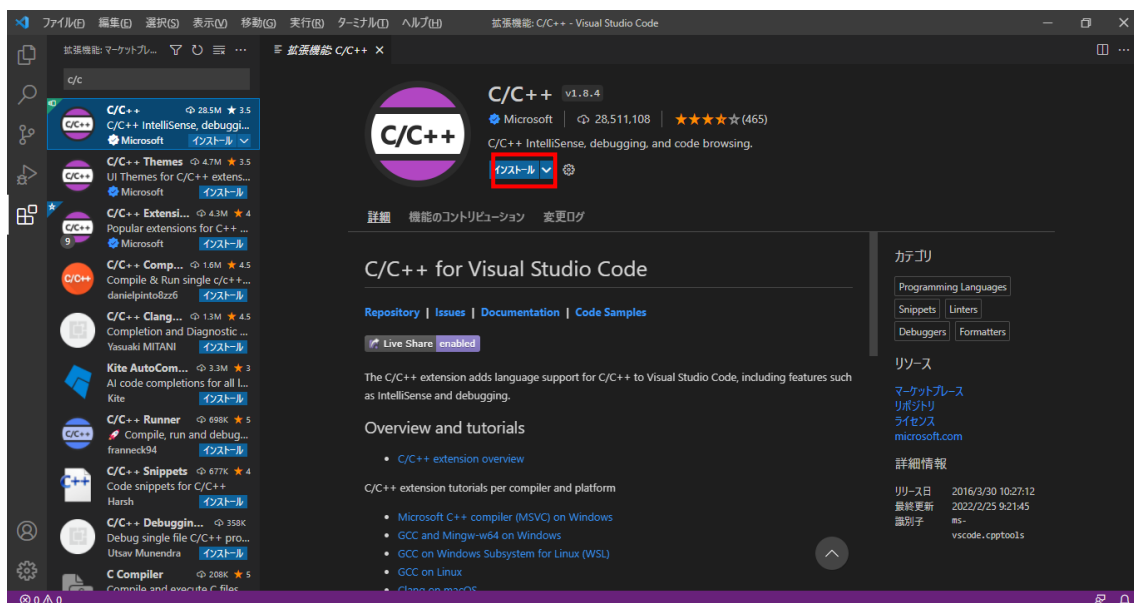 ファイル(F) 編集(E) 選択(S) 表示(V) 移動(G) 実行(R) ターミナル(T) ヘルプ(H) 拡張機能: C/C++ - Visual Studio Code
拡張機能: マーケットプレ...
拡張機能: C/C++
c/c
C/C++ 28.5M ★ 3.5
C/C++ IntelliSense, debuggi...
Microsoft インストール
C/C++ Themes 4.7M ★ 3.5
UI Themes for C/C++ extens...
Microsoft インストール
C/C++ Extensi... 4.3M ★ 4
Popular extensions for C++ ...
9 Microsoft インストール
C/C++ Comp... 1.6M ★ 4.5
Compile & Run single c/c++...
danielpinto8zz6 インストール
C/C++ Clang... 1.3M ★ 4.5
Completion and Diagnostic ...
Yasuaki MITANI インストール
Kite AutoCom... 3.3M ★ 3
AI code completions for all l...
Kite インストール
C/C++ Runner 698K ★ 5
🚀 Compile, run and debug...
franneck94 インストール
C/C++ Snippets 677K ★ 4
Code snippets for C/C++
Harsh インストール
C/C++ Debuggin... 358K
Debug single file C/C++ pro...
Utsav Munendra インストール
C Compiler 208K ★ 5
Compile and execute C files
C/C++
C/C++ v1.8.4
Microsoft | 28,511,108 | ★★★★☆(465)
C/C++ IntelliSense, debugging, and code browsing.
インストール
詳細 機能のコントリビューション 変更ログ
C/C++ for Visual Studio Code
Repository | Issues | Documentation | Code Samples
Live Share enabled
The C/C++ extension adds language support for C/C++ to Visual Studio Code, including features such
as IntelliSense and debugging.
Overview and tutorials
• C/C++ extension overview
C/C++ extension tutorials per compiler and platform
• Microsoft C++ compiler (MSVC) on Windows
• GCC and Mingw-w64 on Windows
• GCC on Windows Subsystem for Linux (WSL)
• GCC on Linux
• Clang on macOS
カテゴリ
Programming Languages
Snippets Linters
Debuggers Formatters
リソース
マーケットプレース
リポジトリ
ライセンス
microsoft.com
詳細情報
リリース日 2016/3/30 10:27:12
最終更新 2022/2/25 9:21:45
識別子 ms-
vscode.cpptools
0 0